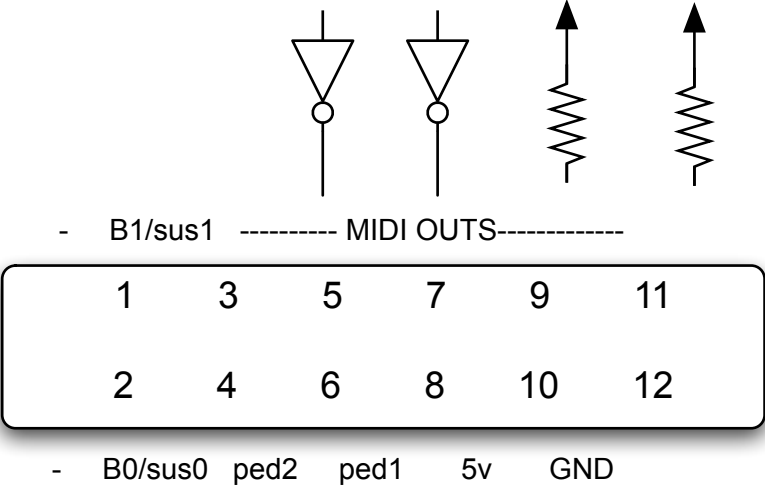 - B1/sus1 ---------- MIDI OUTS-------------
1 3 5 7 9 11
2 4 6 8 10 12
- B0/sus0 ped2 ped1 5v GND